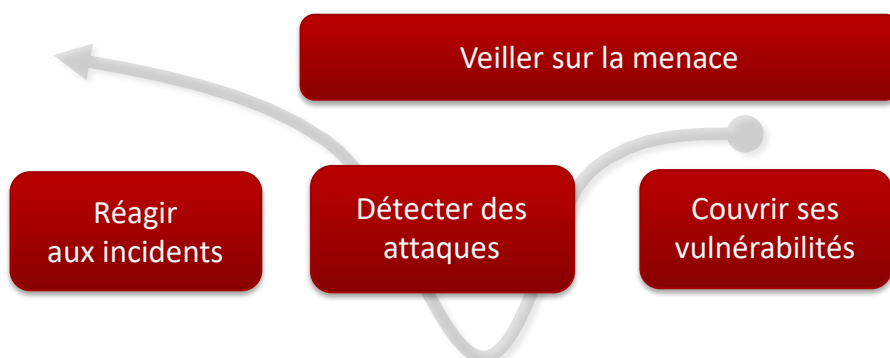 Veiller sur la menace
Réagir
aux incidents
Détecter des
attaques
Couvrir ses
vulnérabilités